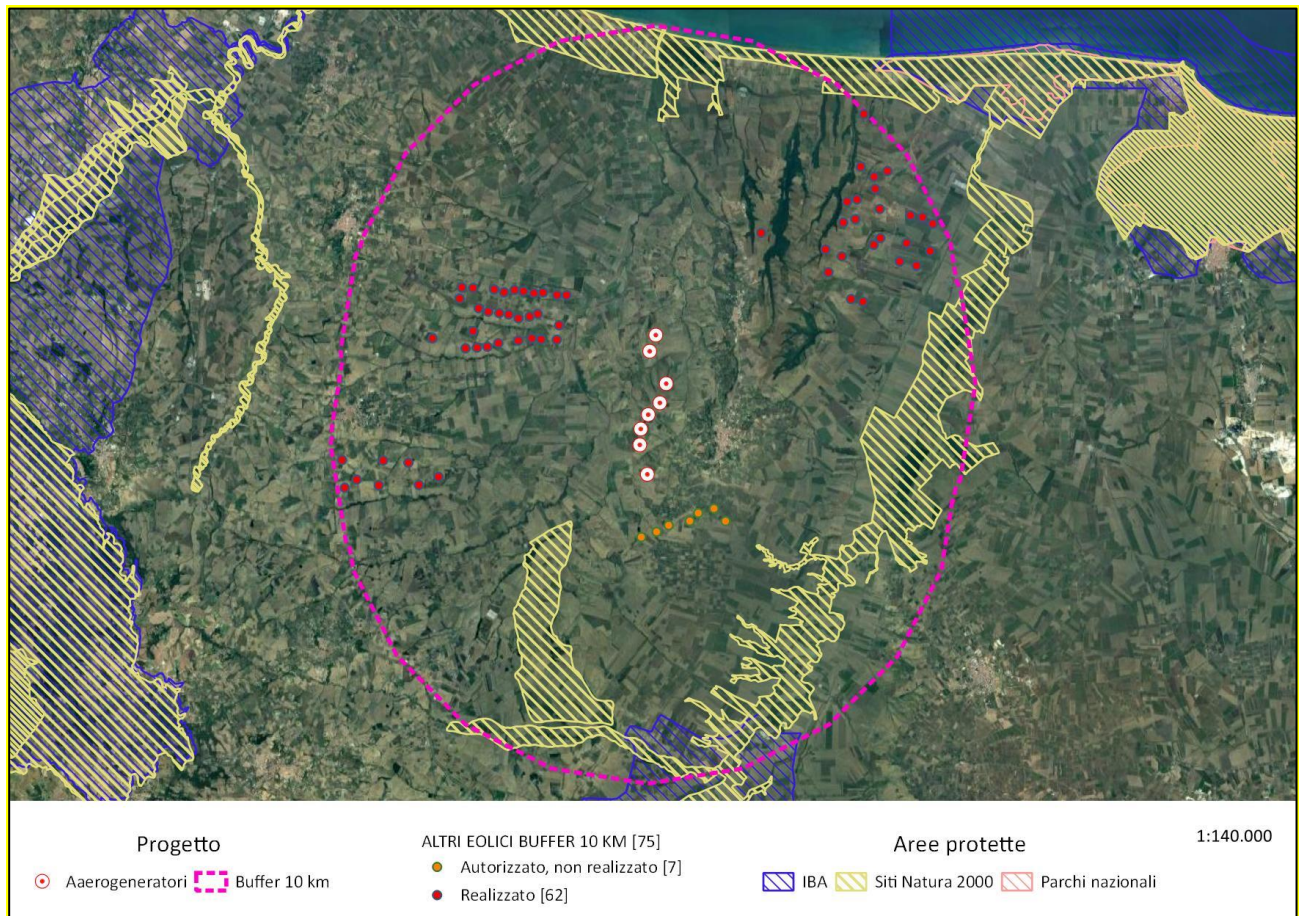 Progetto
Aaerogeneratori Buffer 10 km
ALTRI EOLICI BUFFER 10 KM [75]
Autorizzato, non realizzato [7]
Realizzato [62]
Aree protette
IBA Siti Natura 2000 Parchi nazionali
1:140.000